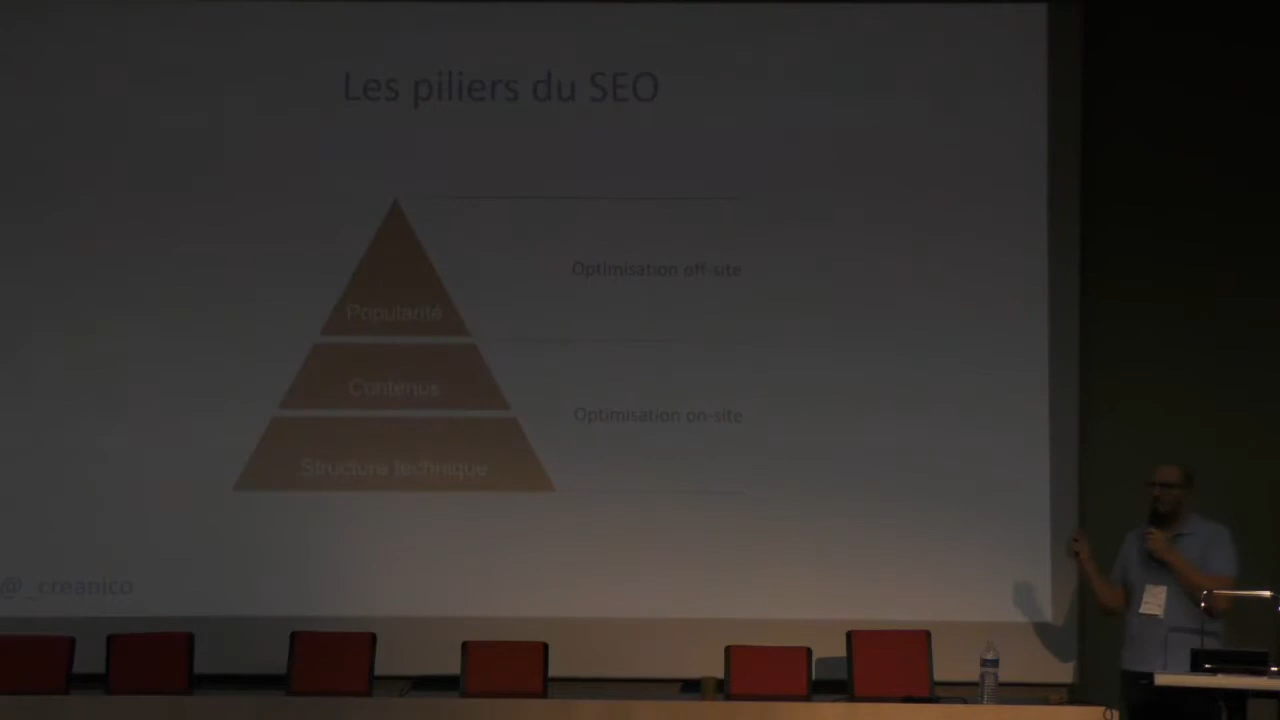 Les piliers du SEO
Optimisation off-site
Popularité
Contenus
Optimisation on-site
Structure technique
@_creanico